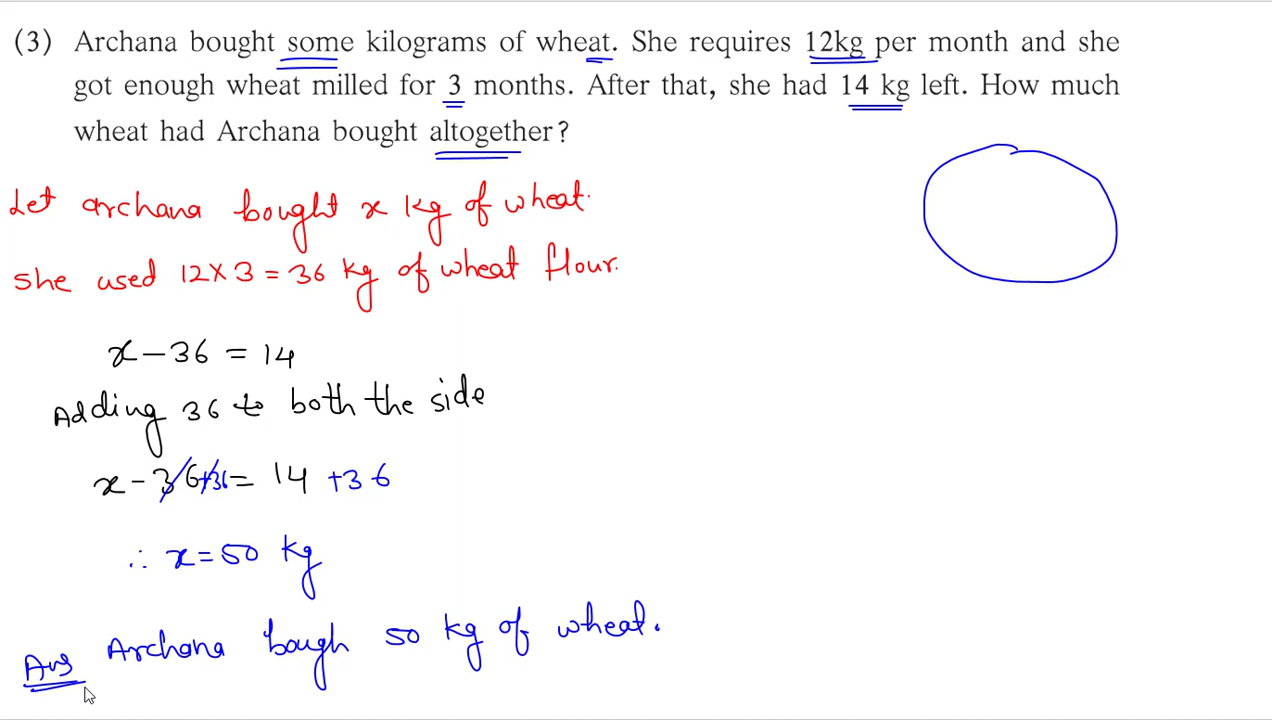 (3) Archana bought some kilograms of wheat. She requires 12kg per month and she
got enough wheat milled for 3 months. After that, she had 14 kg left. How much
wheat had Archana bought altogether?
Let archana bought x kg of wheat.
She used 12×3 = 36 kg of wheat flour.
x – 36 = 14
Adding 36 to both the side
x – 36+36 = 14 +36
∴ x = 50 kg
Ans Archana bough 50 kg of wheat.